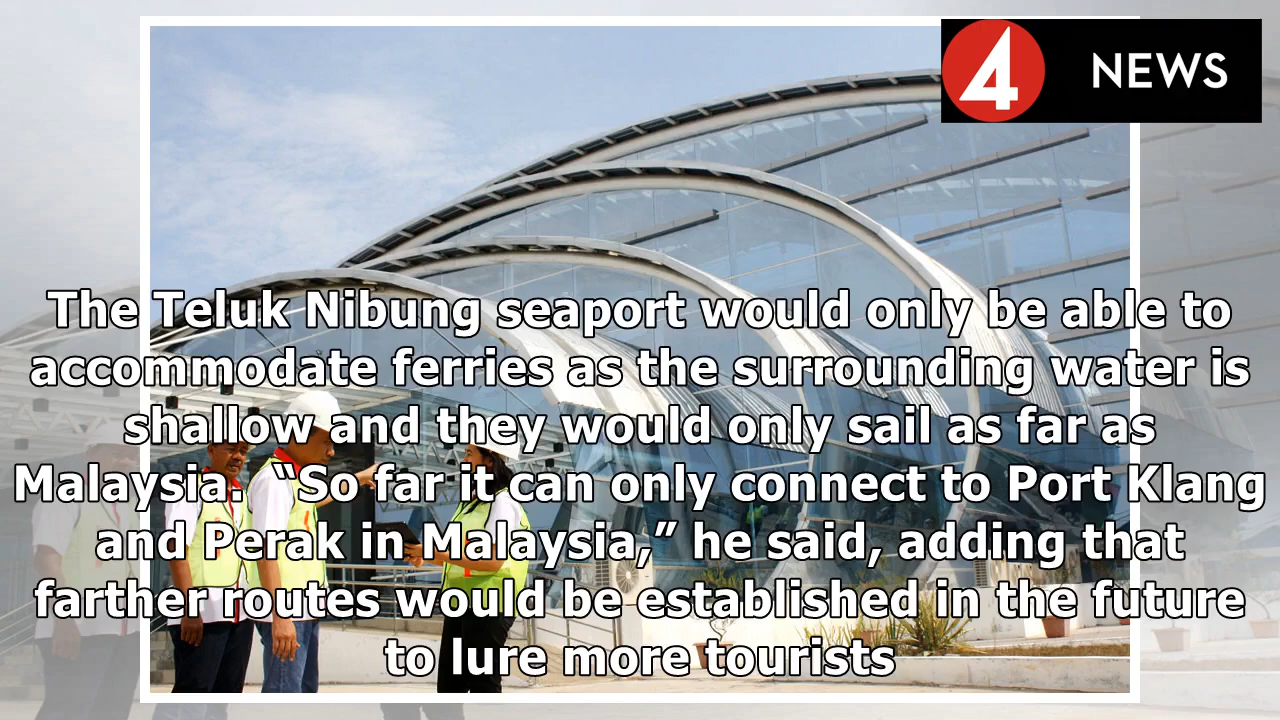 4 NEWS
The Teluk Nibung seaport would only be able to
accommodate ferries as the surrounding water is
shallow and they would only sail as far as
Malaysia. “So far it can only connect to Port Klang
and Perak in Malaysia,” he said, adding that
farther routes would be established in the future
to lure more tourists